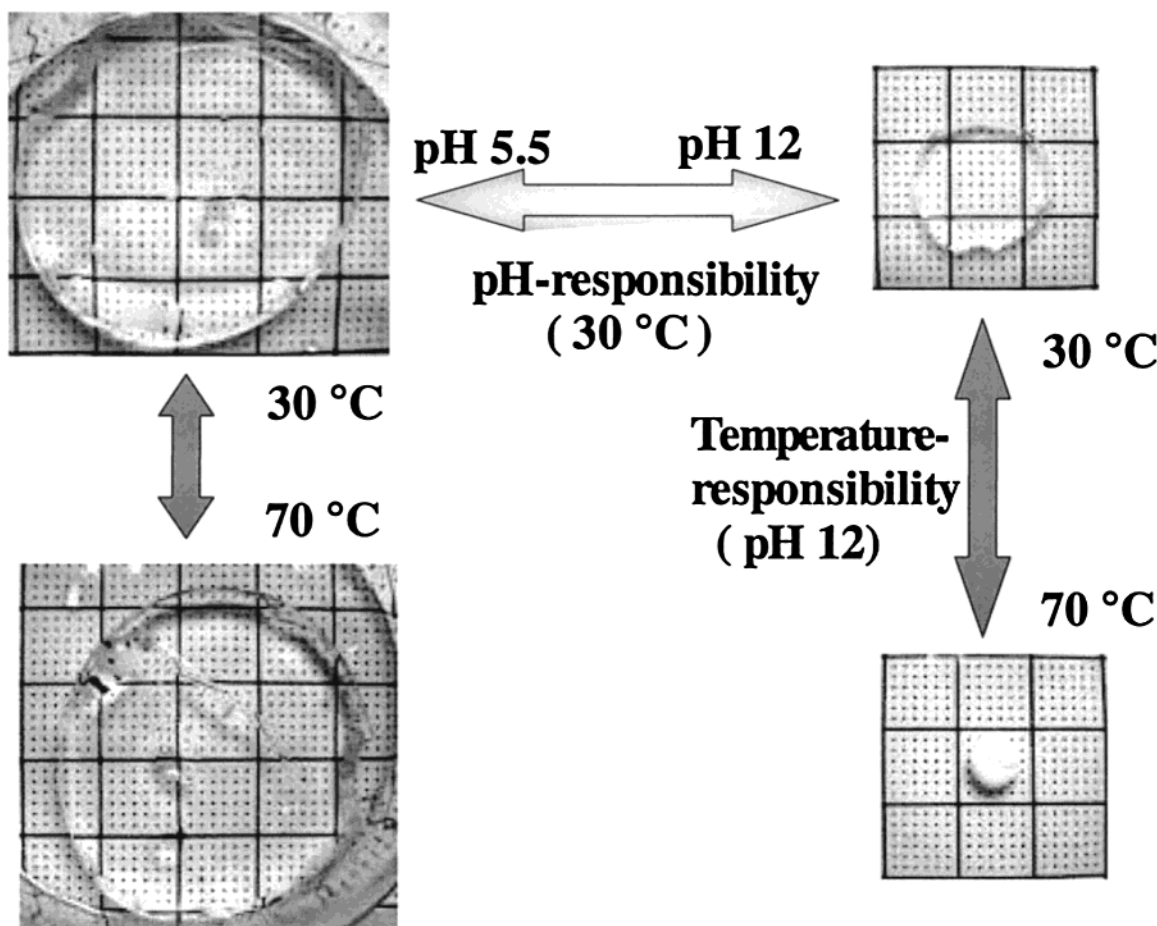 pH 5.5
pH 12
pH-responsibility
( 30 °C )
30 °C
70 °C
30 °C
Temperature-
responsibility
( pH 12)
70 °C